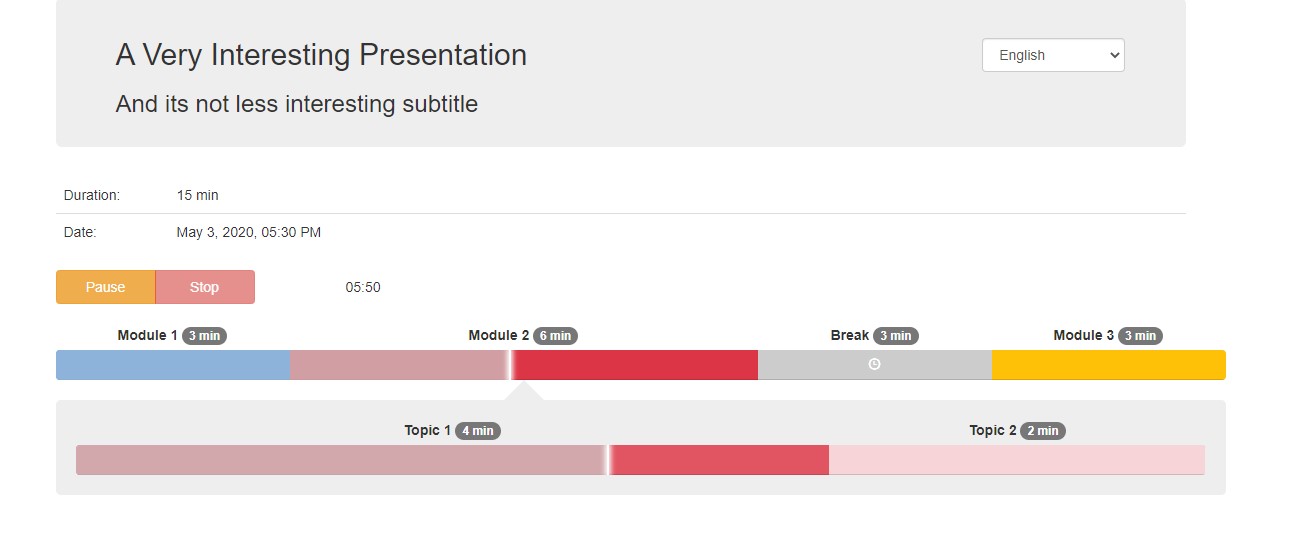 A Very Interesting Presentation
English
And its not less interesting subtitle
Duration: 15 min
Date: May 3, 2020, 05:30 PM
Pause Stop 05:50
Module 1 3 min Module 2 6 min Break 3 min Module 3 3 min
Topic 1 4 min Topic 2 2 min